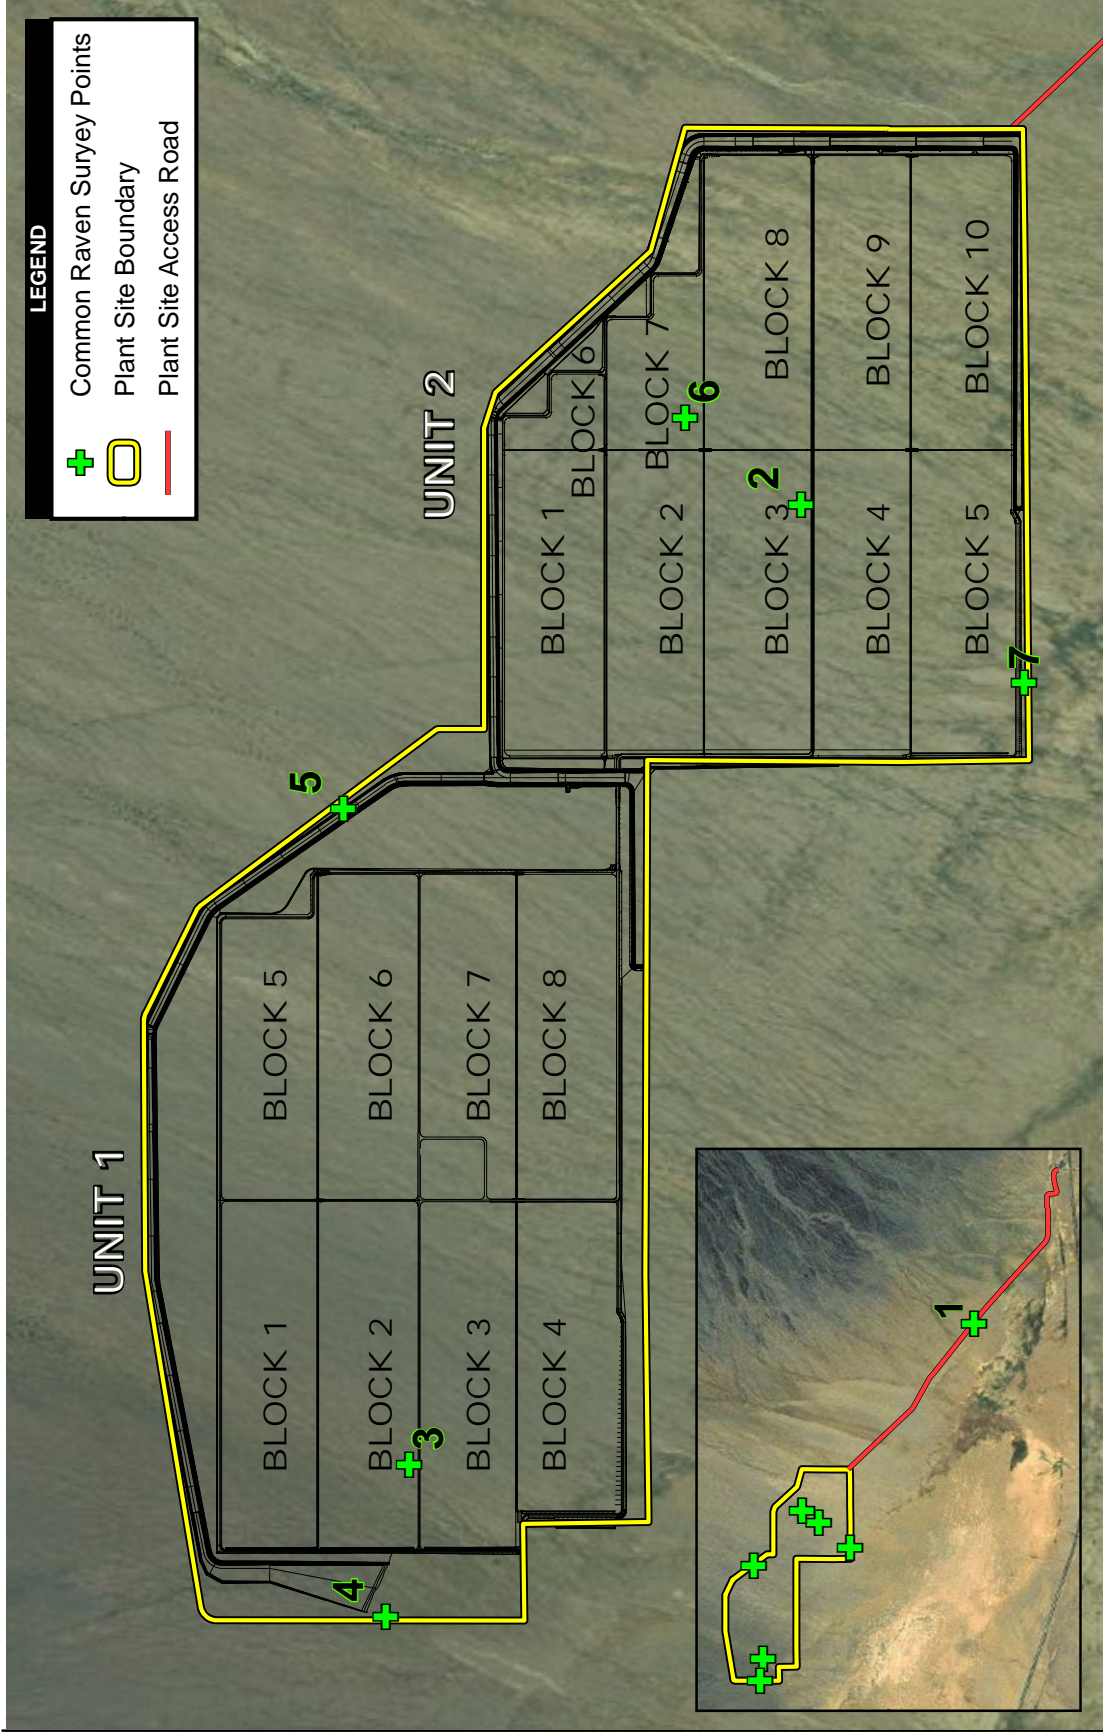 LEGEND
Common Raven Survey Points
Plant Site Boundary
Plant Site Access Road
UNIT 1
BLOCK 1
BLOCK 5
BLOCK 2
BLOCK 6
BLOCK 3
BLOCK 7
BLOCK 4
BLOCK 8
4
3
5
UNIT 2
BLOCK 1
BLOCK 6
BLOCK 2
BLOCK 7
BLOCK 3
BLOCK 8
BLOCK 4
BLOCK 9
BLOCK 5
BLOCK 10
6
2
7
1